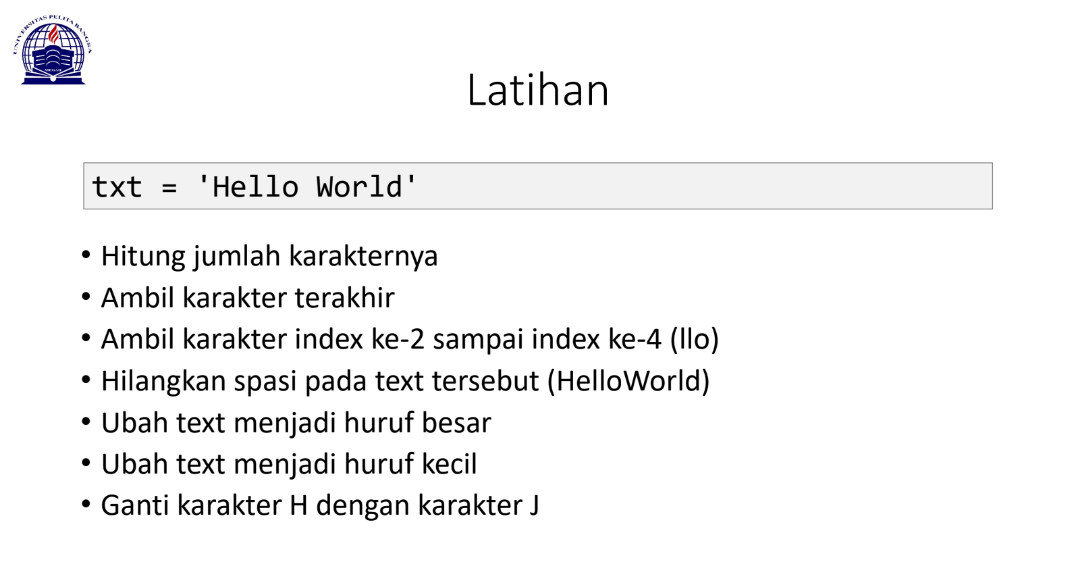 UNIVERSITAS PELITA BANGSA
Latihan
txt = 'Hello World'
• Hitung jumlah karakternya
• Ambil karakter terakhir
• Ambil karakter index ke-2 sampai index ke-4 (llo)
• Hilangkan spasi pada text tersebut (HelloWorld)
• Ubah text menjadi huruf besar
• Ubah text menjadi huruf kecil
• Ganti karakter H dengan karakter J